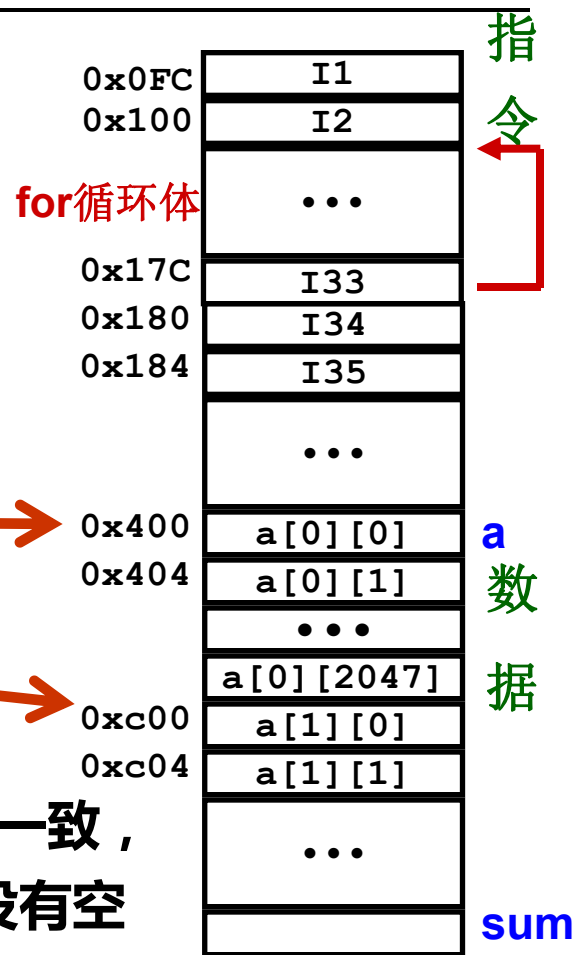 指
令
0x0FC I1
0x100 I2
for循环体 •••
0x17C I33
0x180 I34
0x184 I35
•••
0x400 a[0][0] a
0x404 a[0][1]
数
•••
据
a[0][2047]
0xc00 a[1][0]
0xc04 a[1][1]
一致，
•••
没有空
sum